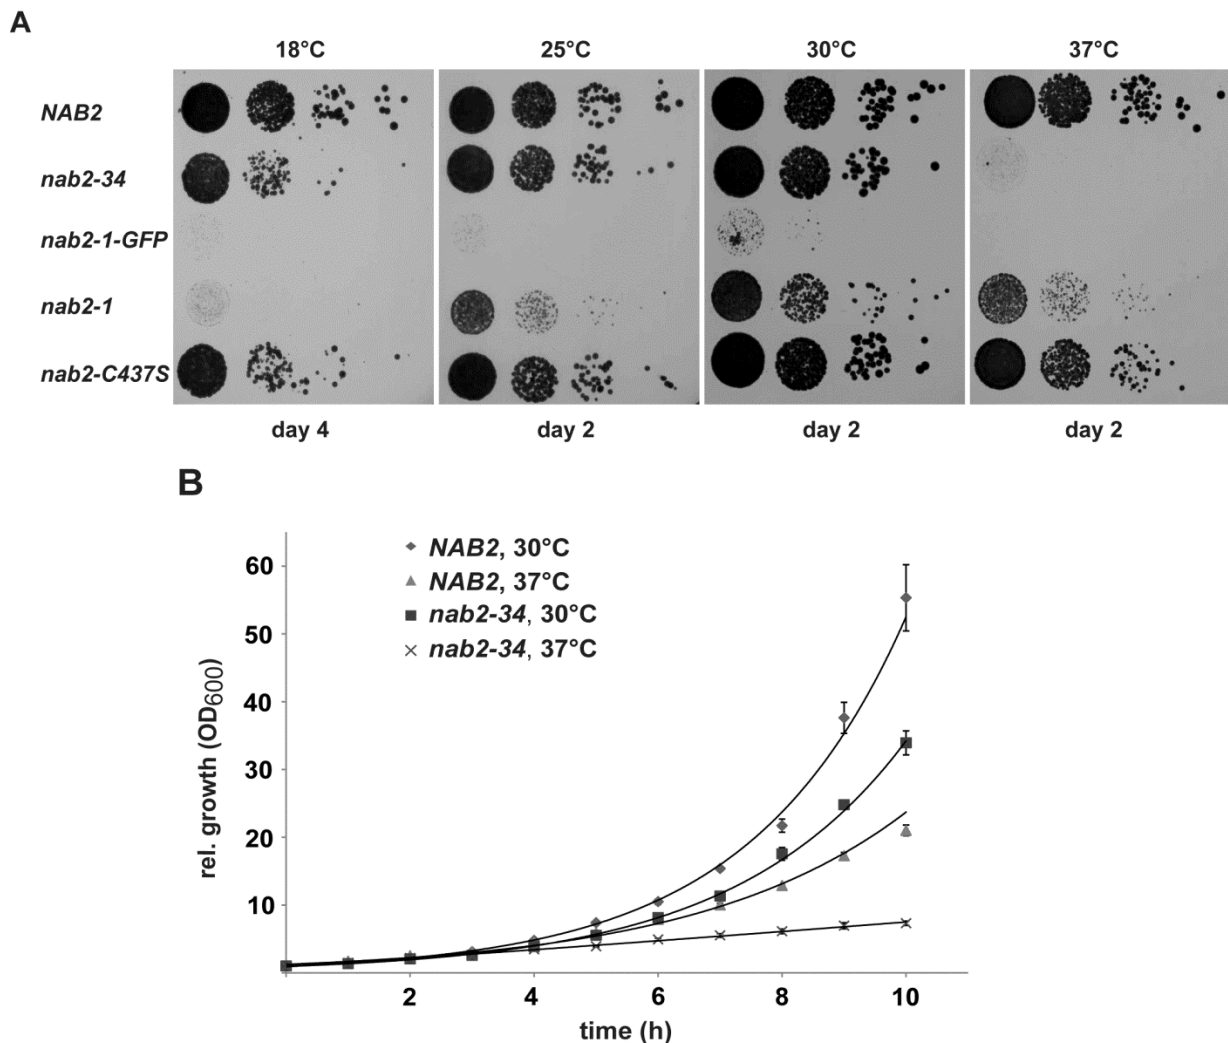 A
18°C 25°C 30°C 37°C
NAB2
nab2-34
nab2-1-GFP
nab2-1
nab2-C437S
day 4 day 2 day 2 day 2
B
NAB2, 30°C
NAB2, 37°C
nab2-34, 30°C
nab2-34, 37°C
60
50
40
30
20
10
rel. growth (OD600)
2 4 6 8 10
time (h)